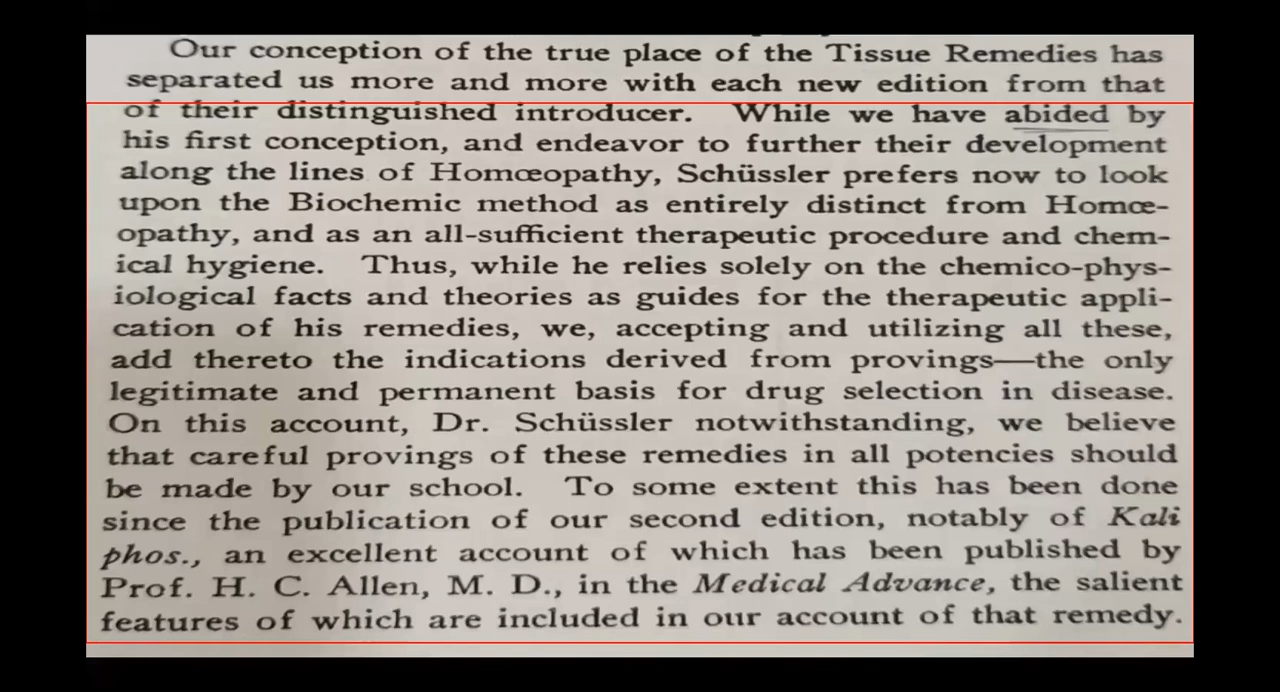 Our conception of the true place of the Tissue Remedies has
separated us more and more with each new edition from that
of their distinguished introducer. While we have abided by
his first conception, and endeavor to further their development
along the lines of Homœopathy, Schüssler prefers now to look
upon the Biochemic method as entirely distinct from Homœ-
opathy, and as an all-sufficient therapeutic procedure and chem-
ical hygiene. Thus, while he relies solely on the chemico-phys-
iological facts and theories as guides for the therapeutic appli-
cation of his remedies, we, accepting and utilizing all these,
add thereto the indications derived from provings—the only
legitimate and permanent basis for drug selection in disease.
On this account, Dr. Schüssler notwithstanding, we believe
that careful provings of these remedies in all potencies should
be made by our school. To some extent this has been done
since the publication of our second edition, notably of Kali
phos., an excellent account of which has been published by
Prof. H. C. Allen, M. D., in the Medical Advance, the salient
features of which are included in our account of that remedy.